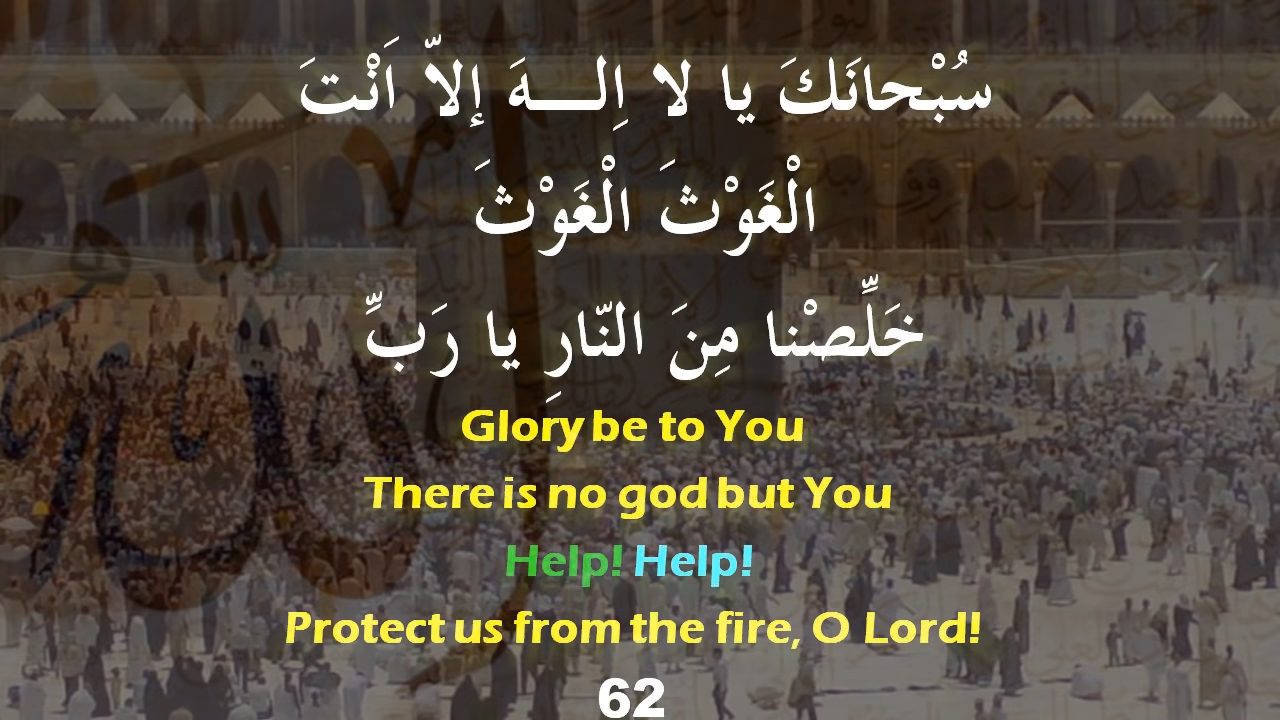 سُبْحانَكَ يا لا اِلـــهَ إلاّ اَنْتَ
الْغَوْثَ الْغَوْثَ
خَلِّصْنا مِنَ النّارِ يا رَبِّ
Glory be to You
There is no god but You
Help! Help!
Protect us from the fire, O Lord!
62